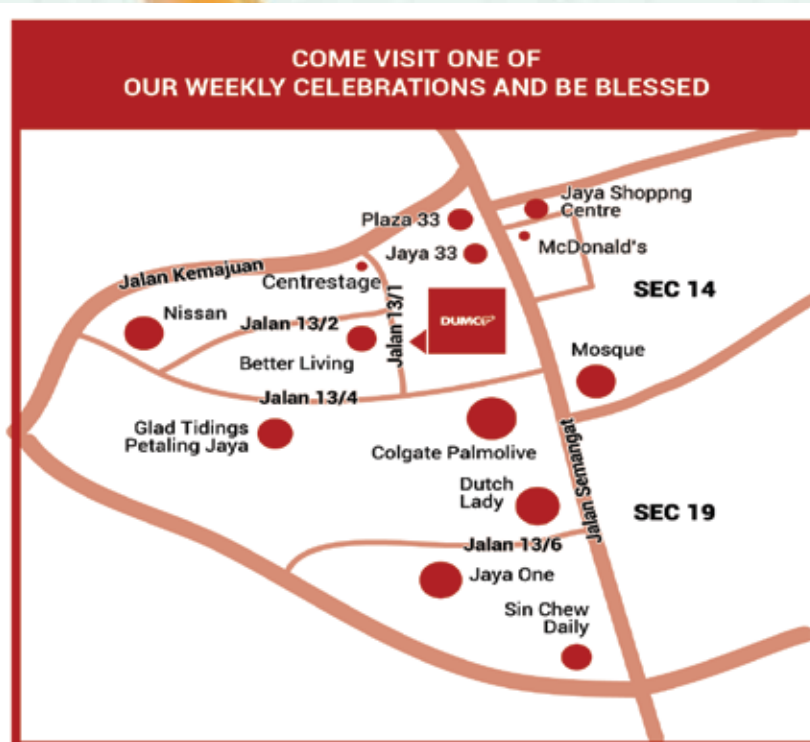 COME VISIT ONE OF
OUR WEEKLY CELEBRATIONS AND BE BLESSED
Jaya Shoppng
Centre
Plaza 33
McDonald's
Jaya 33
Jalan Kemajuan
Centrestage
SEC 14
Nissan
Jalan 13/1
Jalan 13/2
DUMC
Better Living
Mosque
Jalan 13/4
Glad Tidings
Petaling Jaya
Colgate Palmolive
Jalan Semangat
Dutch
Lady
SEC 19
Jalan 13/6
Jaya One
Sin Chew
Daily